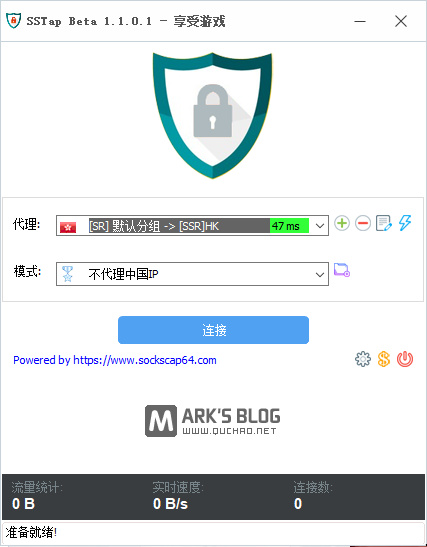 SSTap Beta 1.1.0.1 - 享受游戏
代理: [SR] 默认分组 -> [SSR]HK 47 ms
模式: 不代理中国IP
连接
Powered by https://www.sockscap64.com
MARK'S BLOG
WWW.QUCHAO.NET
流量统计: 实时速度: 连接数:
0 B 0 B/s 0
准备就绪!